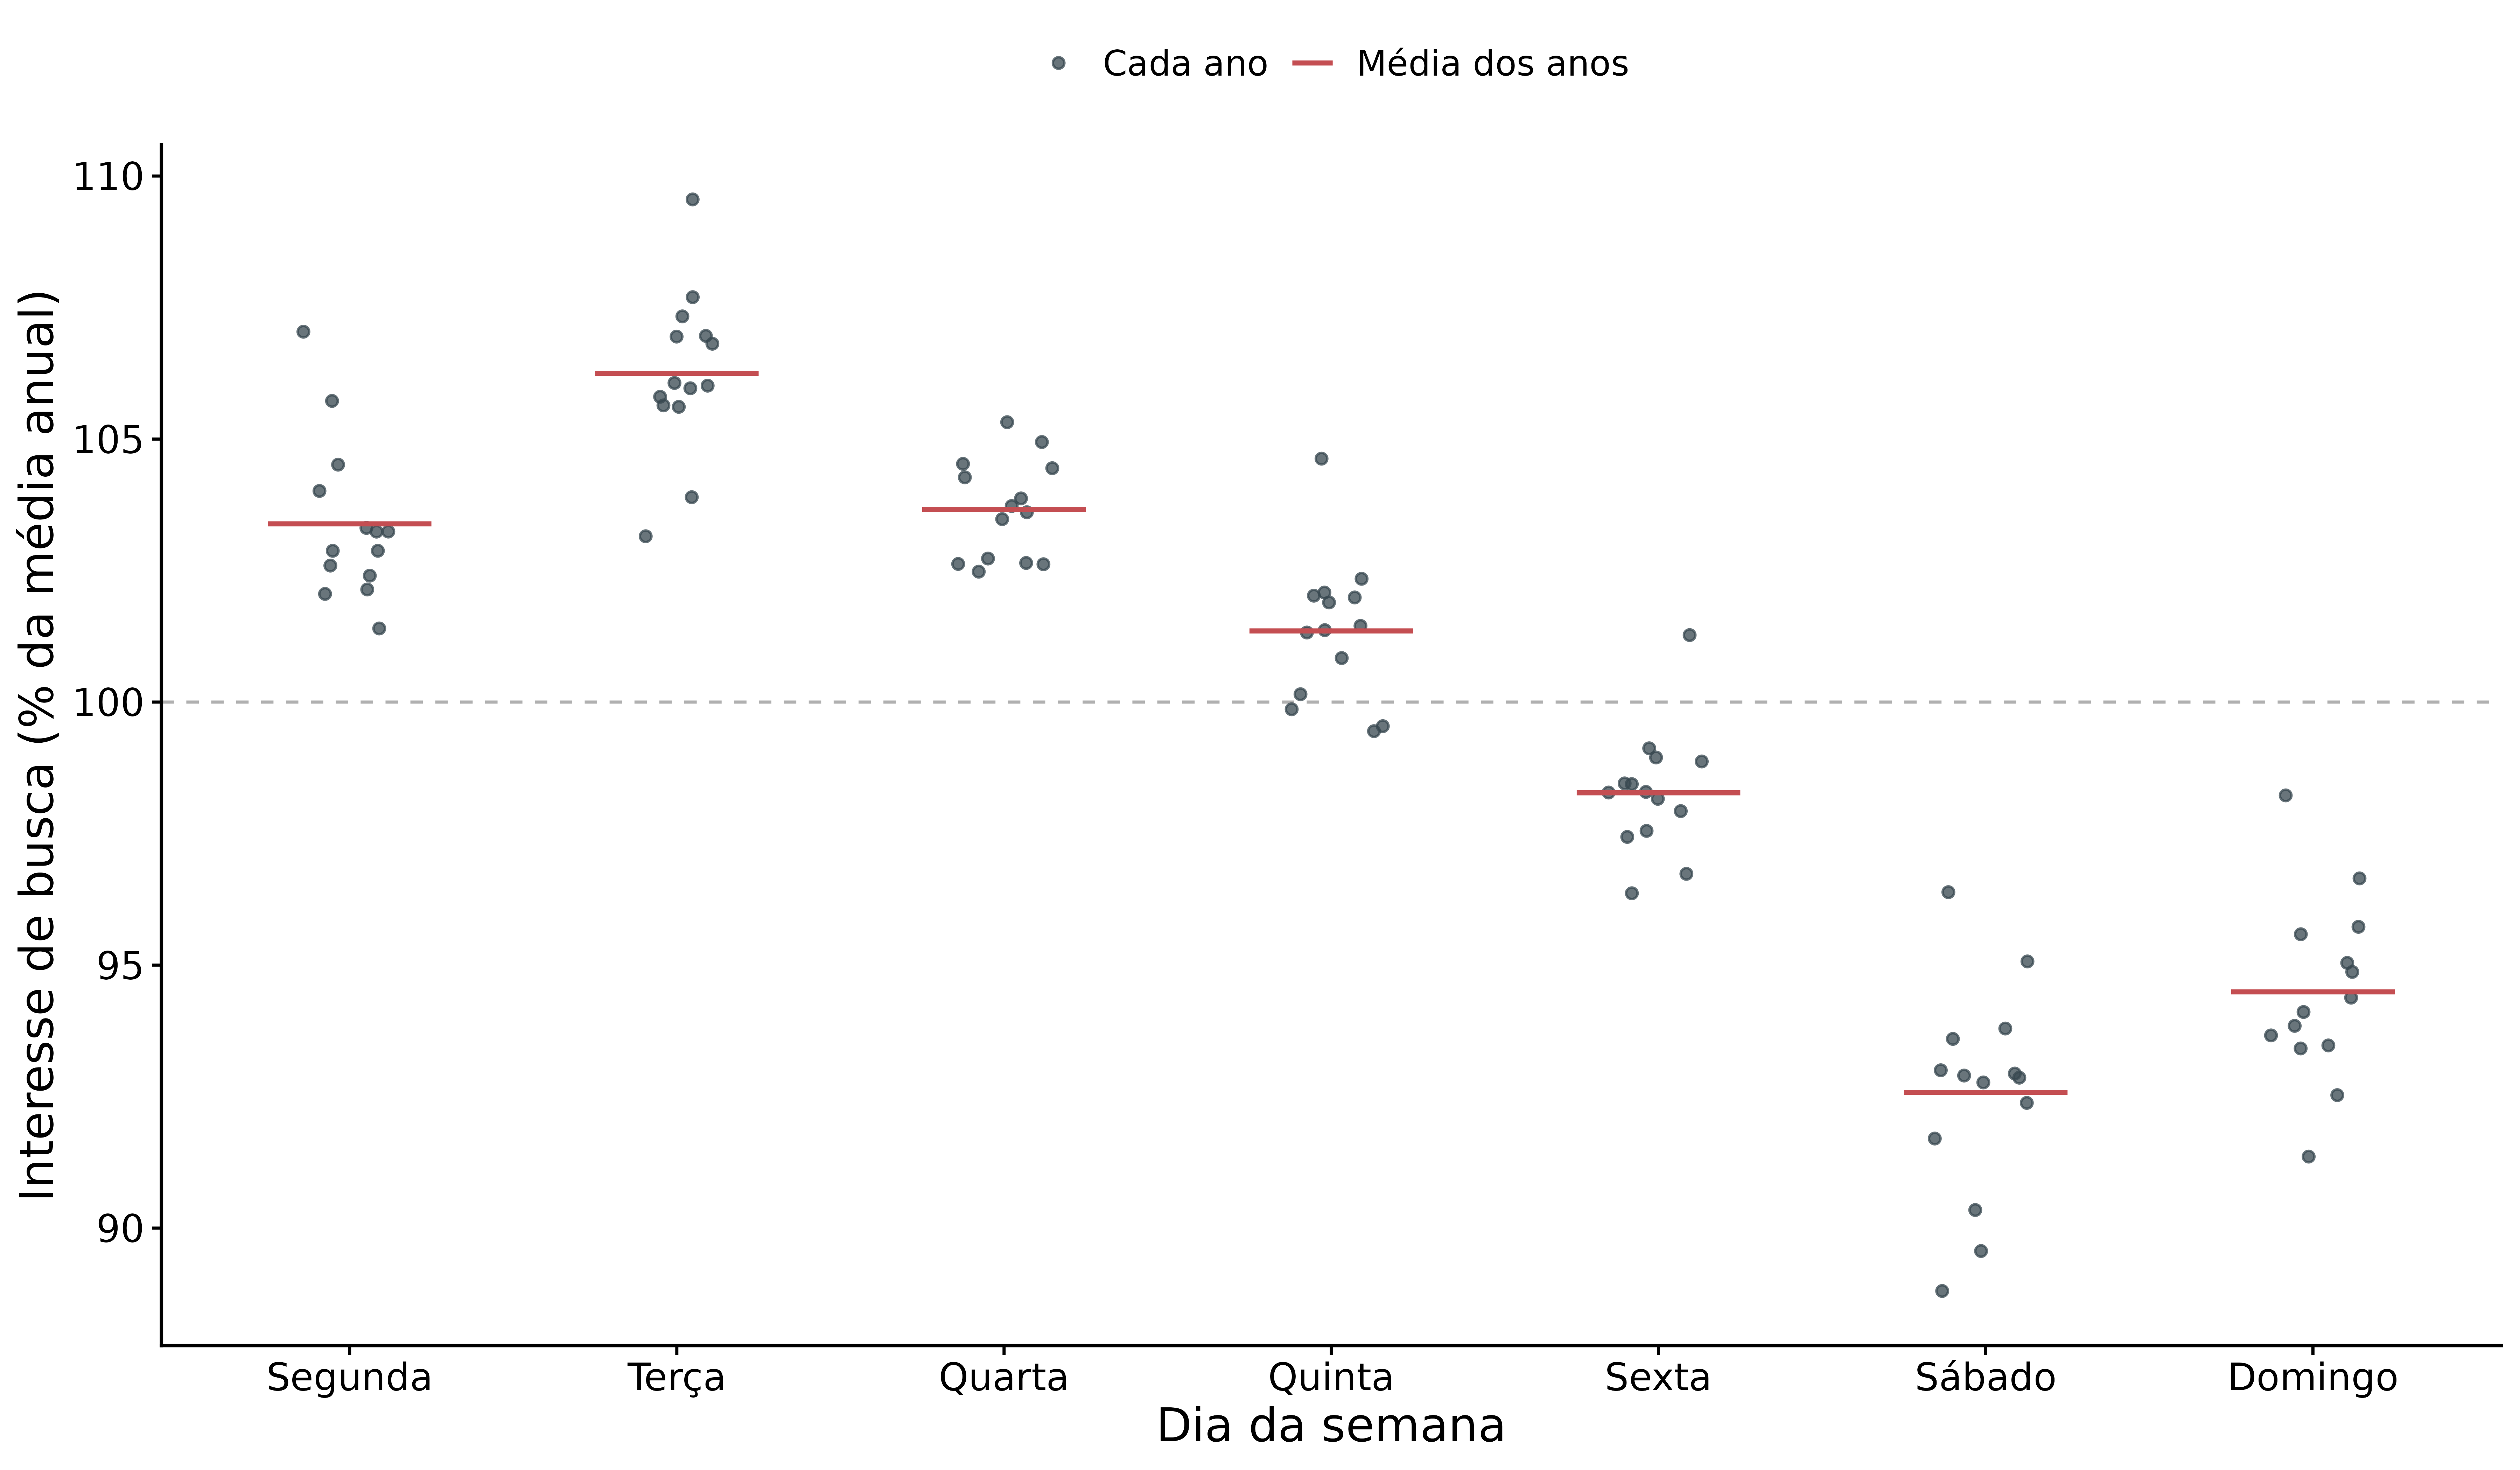 Cada ano
Média dos anos
Interesse de busca (% da média anual)
110
105
100
95
90
Segunda
Terça
Quarta
Quinta
Sexta
Sábado
Domingo
Dia da semana